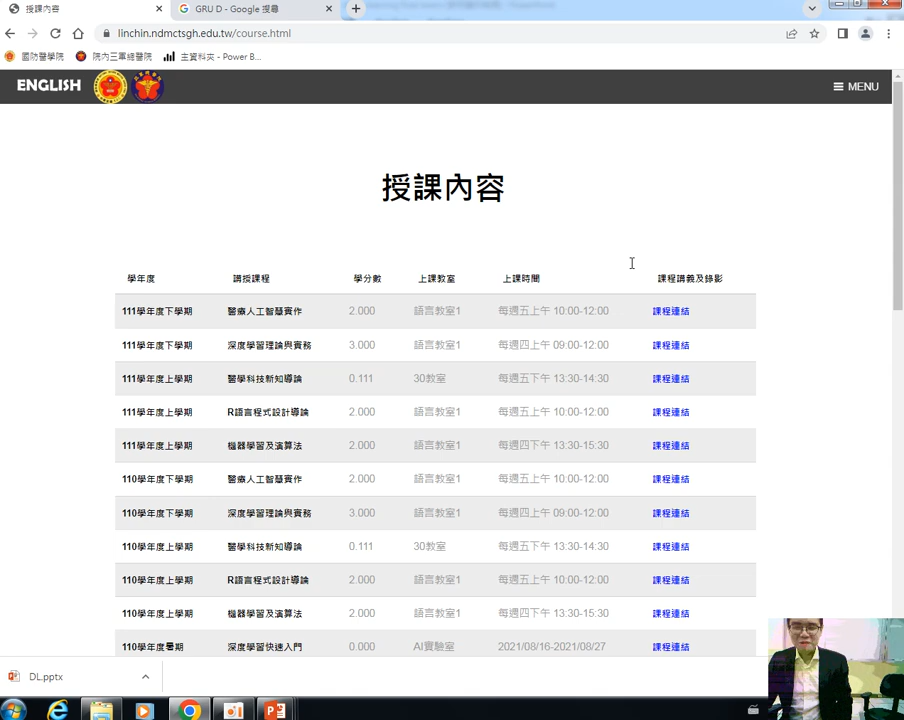 授課內容
GRU D - Google 搜尋
linchin.ndmctsgh.edu.tw/course.html
國防醫學院
院內三軍總醫院
主資料夾 - Power B...
ENGLISH
MENU
授課內容
學年度 講授課程 學分數 上課教室 上課時間 課程講義及錄影
111學年度下學期 醫療人工智慧實作 2.000 語言教室1 每週五上午 10:00-12:00 課程連結
111學年度下學期 深度學習理論與實務 3.000 語言教室1 每週四上午 09:00-12:00 課程連結
111學年度上學期 醫學科技新知導論 0.111 30教室 每週五下午 13:30-14:30 課程連結
111學年度上學期 R語言程式設計導論 2.000 語言教室1 每週五上午 10:00-12:00 課程連結
111學年度上學期 機器學習及演算法 2.000 語言教室1 每週四下午 13:30-15:30 課程連結
110學年度下學期 醫療人工智慧實作 2.000 語言教室1 每週五上午 10:00-12:00 課程連結
110學年度下學期 深度學習理論與實務 3.000 語言教室1 每週四上午 09:00-12:00 課程連結
110學年度上學期 醫學科技新知導論 0.111 30教室 每週五下午 13:30-14:30 課程連結
110學年度上學期 R語言程式設計導論 2.000 語言教室1 每週五上午 10:00-12:00 課程連結
110學年度上學期 機器學習及演算法 2.000 語言教室1 每週四下午 13:30-15:30 課程連結
110學年度暑期 深度學習快速入門 0.000 AI實驗室 2021/08/16-2021/08/27 課程連結
DL.pptx